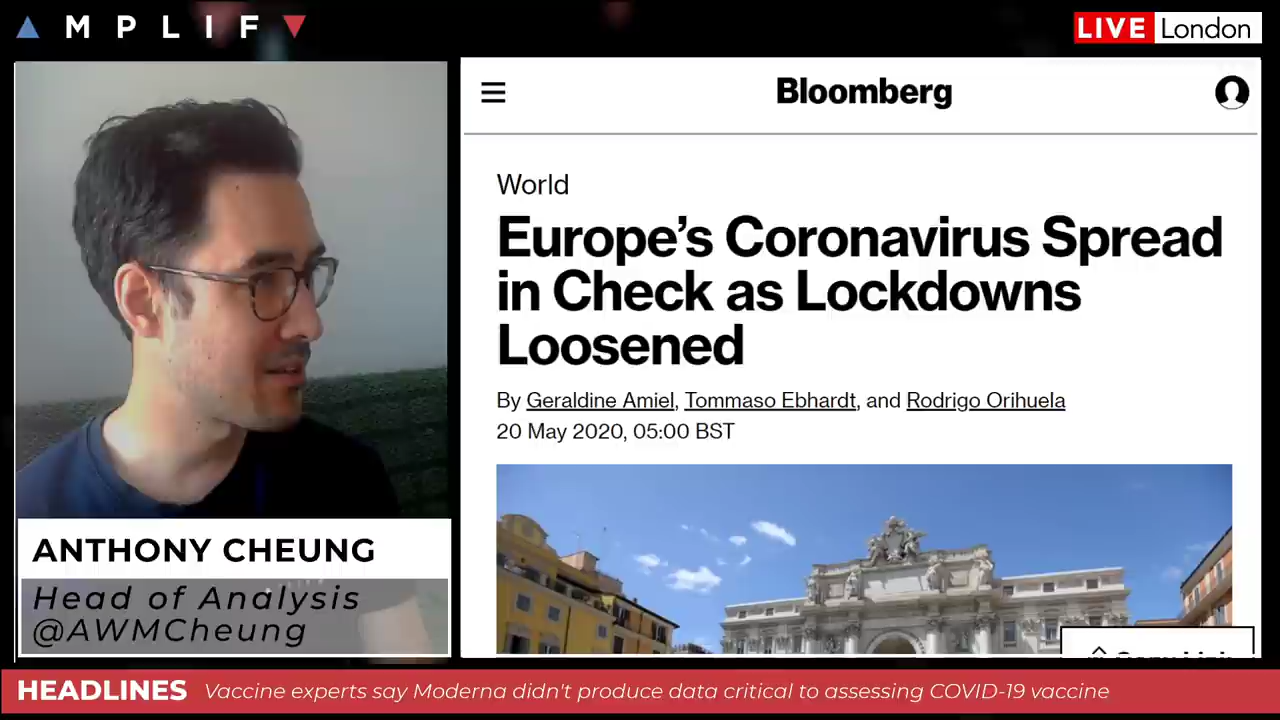 AMPLIFY
LIVE London
Bloomberg
World
Europe's Coronavirus Spread
in Check as Lockdowns
Loosened
By Geraldine Amiel, Tommaso Ebhardt, and Rodrigo Orihuela
20 May 2020, 05:00 BST
ANTHONY CHEUNG
Head of Analysis
@AWMCheung
HEADLINES Vaccine experts say Moderna didn't produce data critical to assessing COVID-19 vaccine